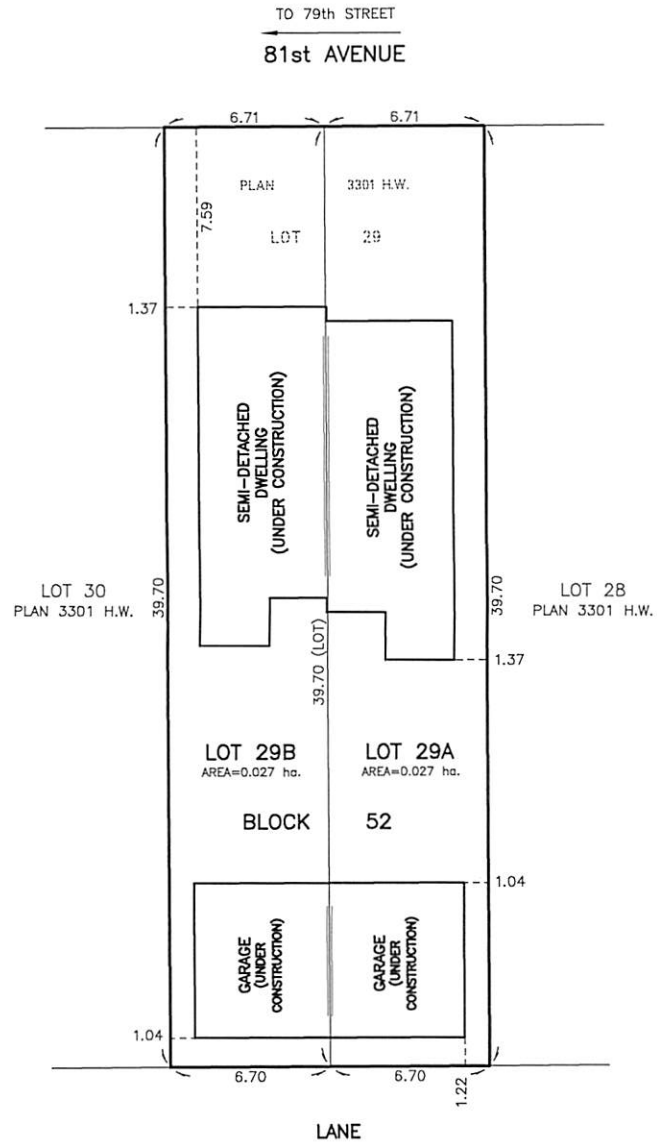 TO 79th STREET
81st AVENUE
6.71 6.71
PLAN 3301 H.W.
7.59
LOT 29
1.37
SEMI-DETACHED
DWELLING
(UNDER CONSTRUCTION)
SEMI-DETACHED
DWELLING
(UNDER CONSTRUCTION)
LOT 30
PLAN 3301 H.W.
39.70
39.70 (LOT)
39.70
LOT 28
PLAN 3301 H.W.
1.37
LOT 29B
AREA=0.027 ha.
LOT 29A
AREA=0.027 ha.
BLOCK 52
1.04
GARAGE
(UNDER
CONSTRUCTION)
GARAGE
(UNDER
CONSTRUCTION)
1.04
6.70 6.70
1.22
LANE